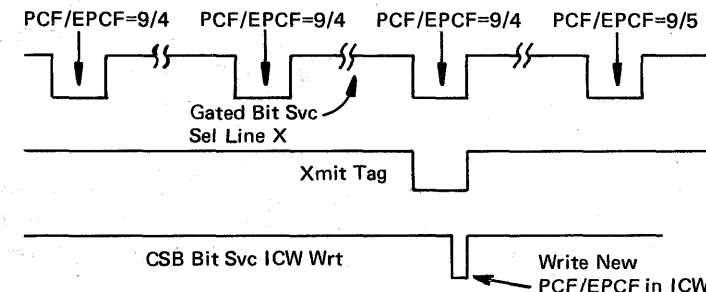 PCF/EPCF=9/4 PCF/EPCF=9/4 PCF/EPCF=9/4 PCF/EPCF=9/5
Gated Bit Svc
Sel Line X
Xmit Tag
CSB Bit Svc ICW Wrt
Write New
PCF/EPCF in ICW